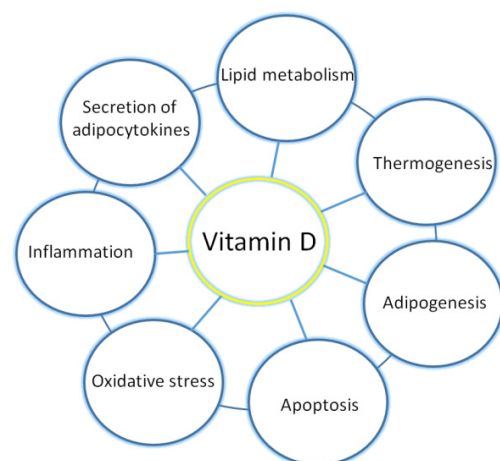 Lipid metabolism
Secretion of
adipocytokines
Thermogenesis
Vitamin D
Inflammation
Adipogenesis
Oxidative stress
Apoptosis